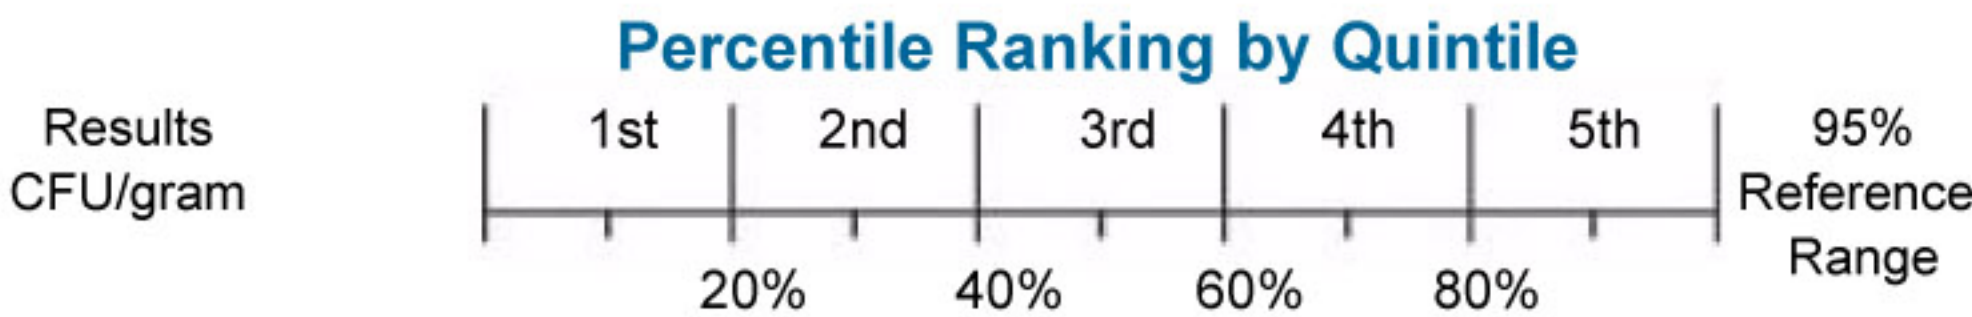 Percentile Ranking by Quintile
Results
CFU/gram
1st 2nd 3rd 4th 5th
20% 40% 60% 80%
95%
Reference
Range